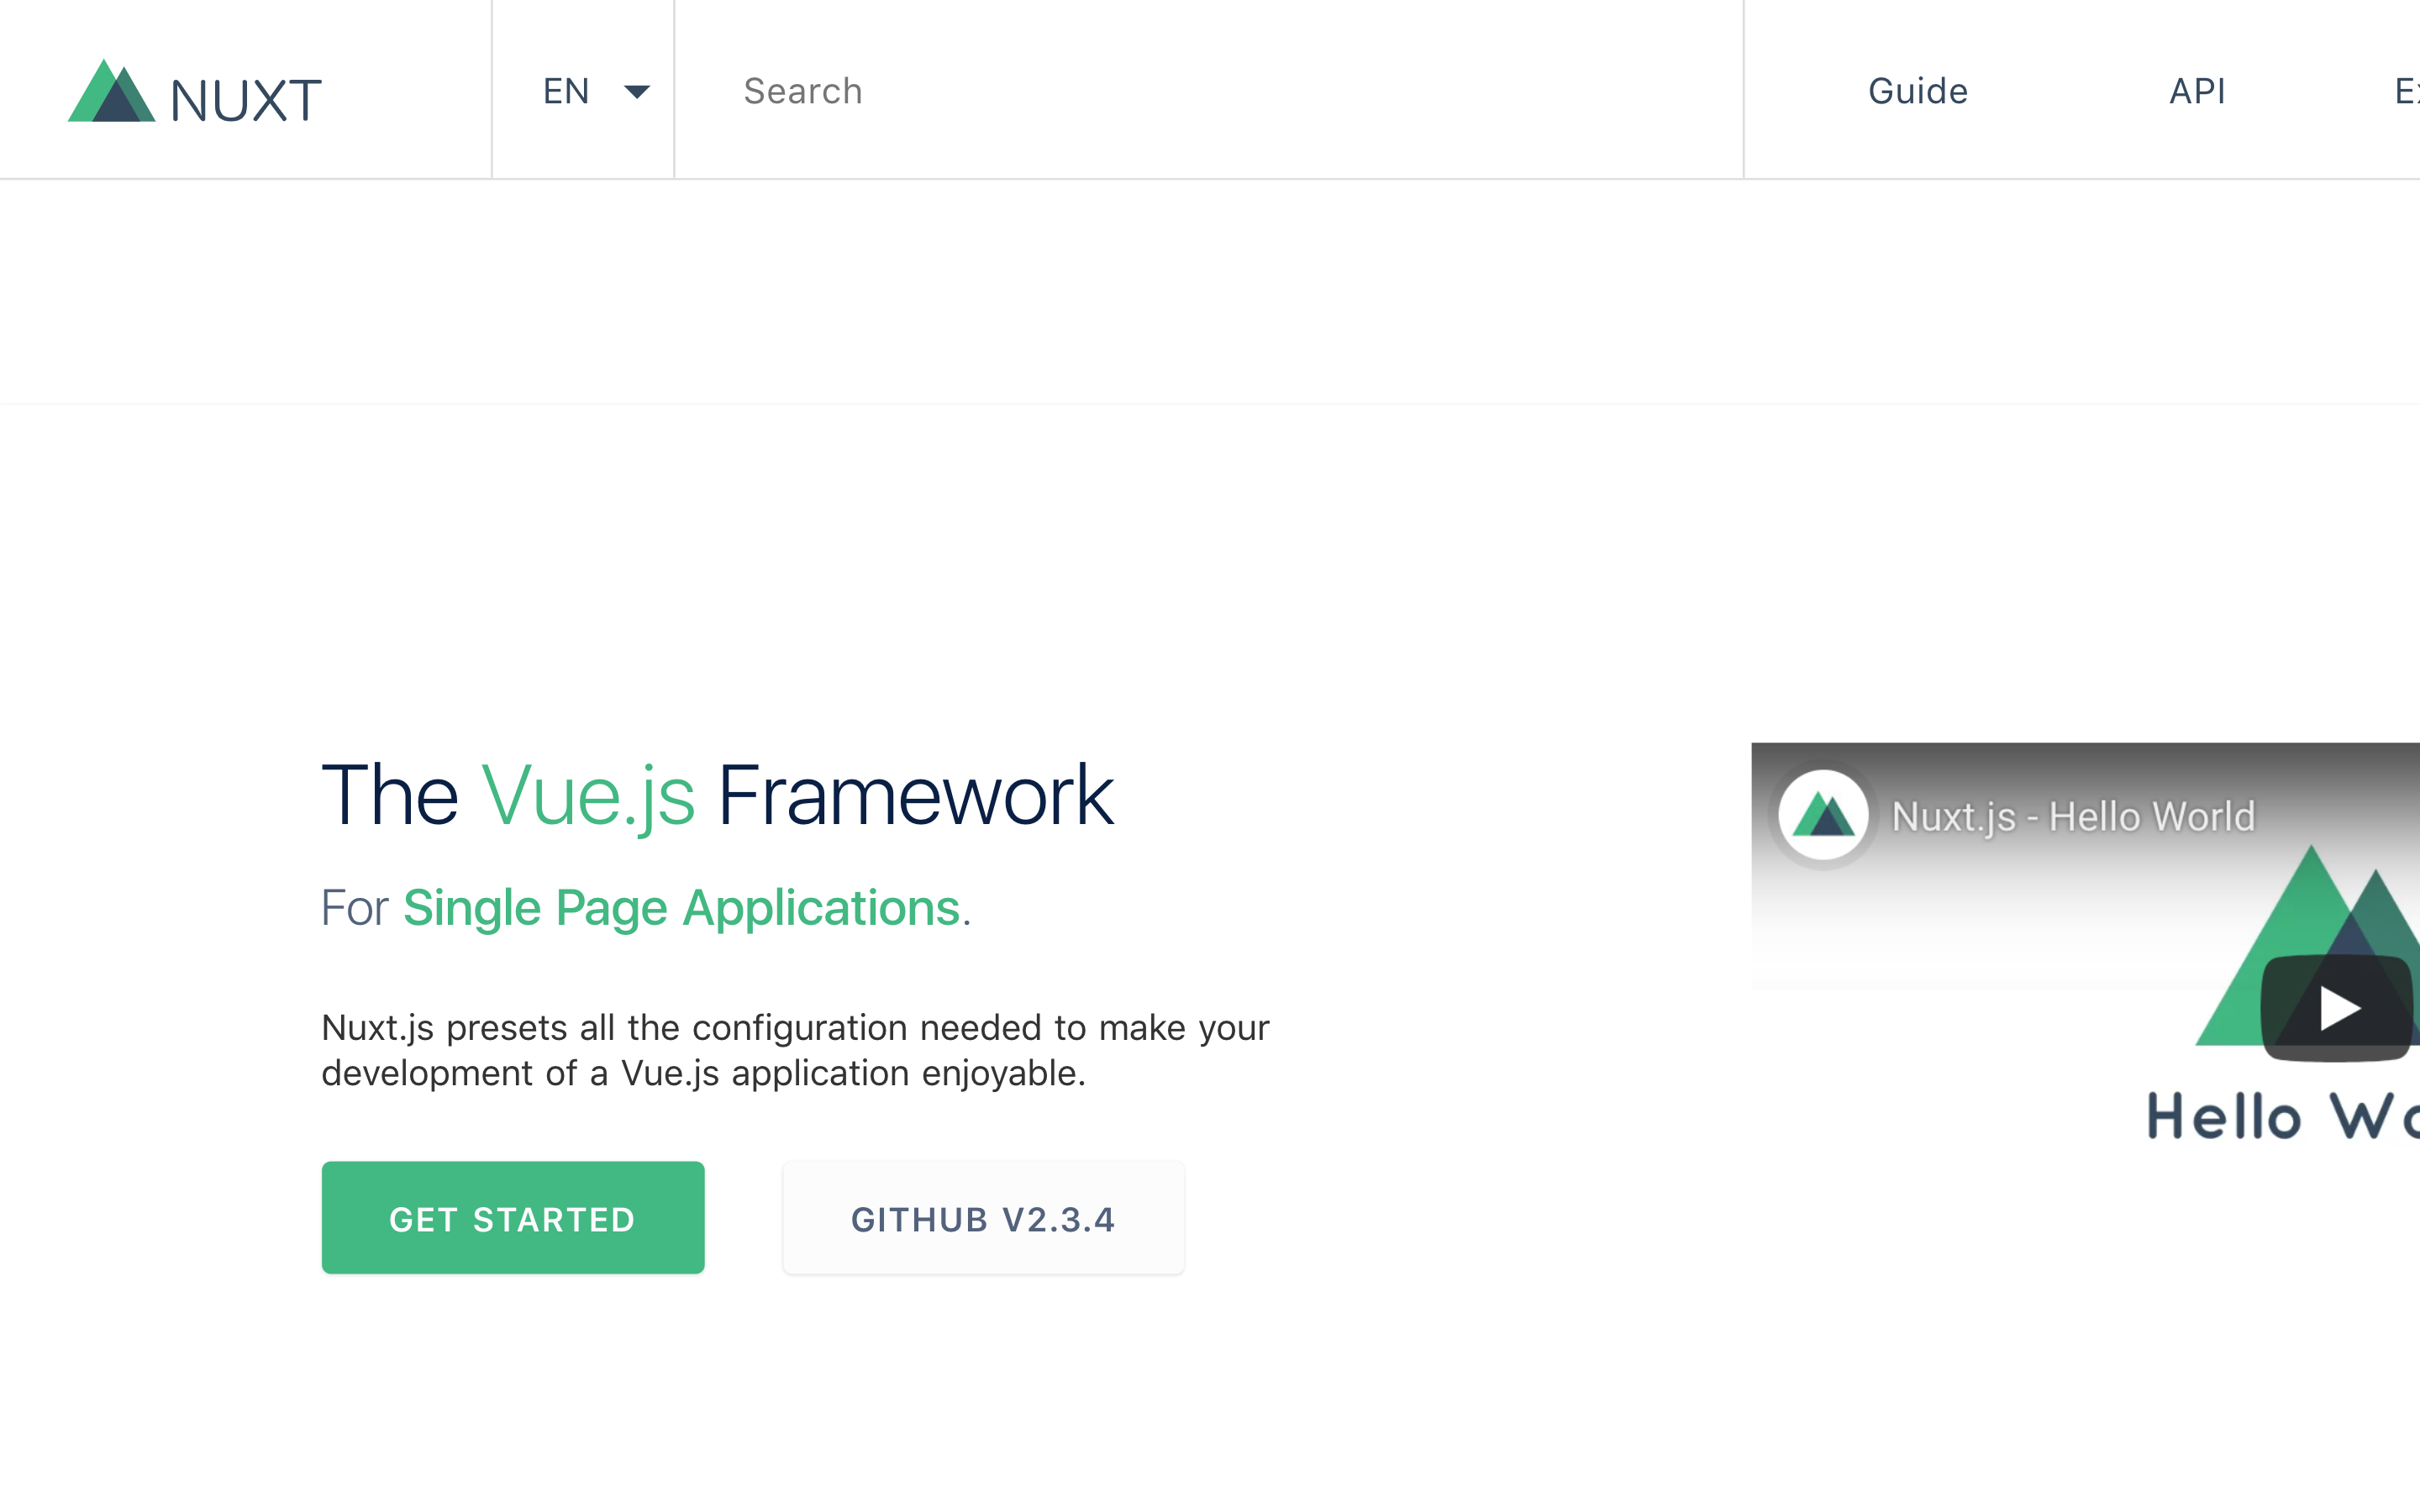 NUXT
EN
Search
Guide
API
The Vue.js Framework
For Single Page Applications.
Nuxt.js presets all the configuration needed to make your
development of a Vue.js application enjoyable.
GET STARTED
GITHUB V2.3.4
Nuxt.js - Hello World
Hello